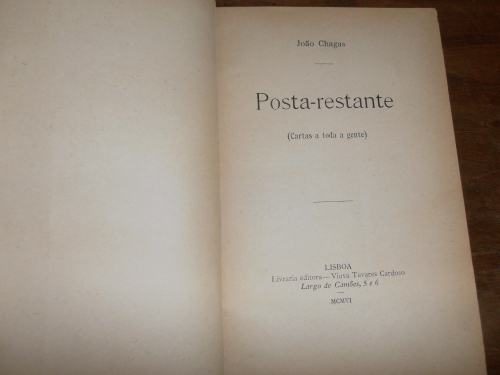 João Chagas
Posta-restante
(Cartas a toda a gente)
LISBOA
Livraria editora — Viuva Tavares Cardoso
Largo de Camões, 5 e 6
MCMVI